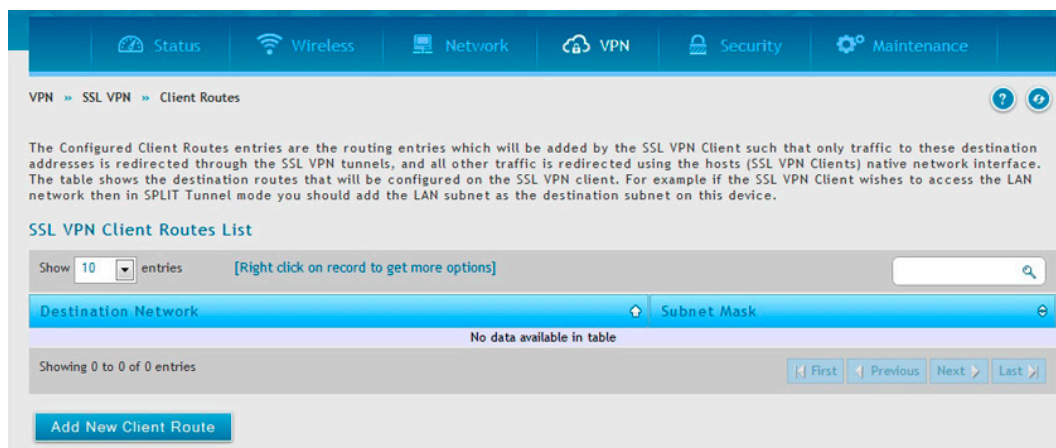 Status Wireless Network VPN Security Maintenance
VPN » SSL VPN » Client Routes
The Configured Client Routes entries are the routing entries which will be added by the SSL VPN Client such that only traffic to these destination
addresses is redirected through the SSL VPN tunnels, and all other traffic is redirected using the hosts (SSL VPN Clients) native network interface.
The table shows the destination routes that will be configured on the SSL VPN client. For example if the SSL VPN Client wishes to access the LAN
network then in SPLIT Tunnel mode you should add the LAN subnet as the destination subnet on this device.
SSL VPN Client Routes List
Show 10 entries [Right click on record to get more options]
Destination Network Subnet Mask
No data available in table
Showing 0 to 0 of 0 entries First Previous Next Last
Add New Client Route